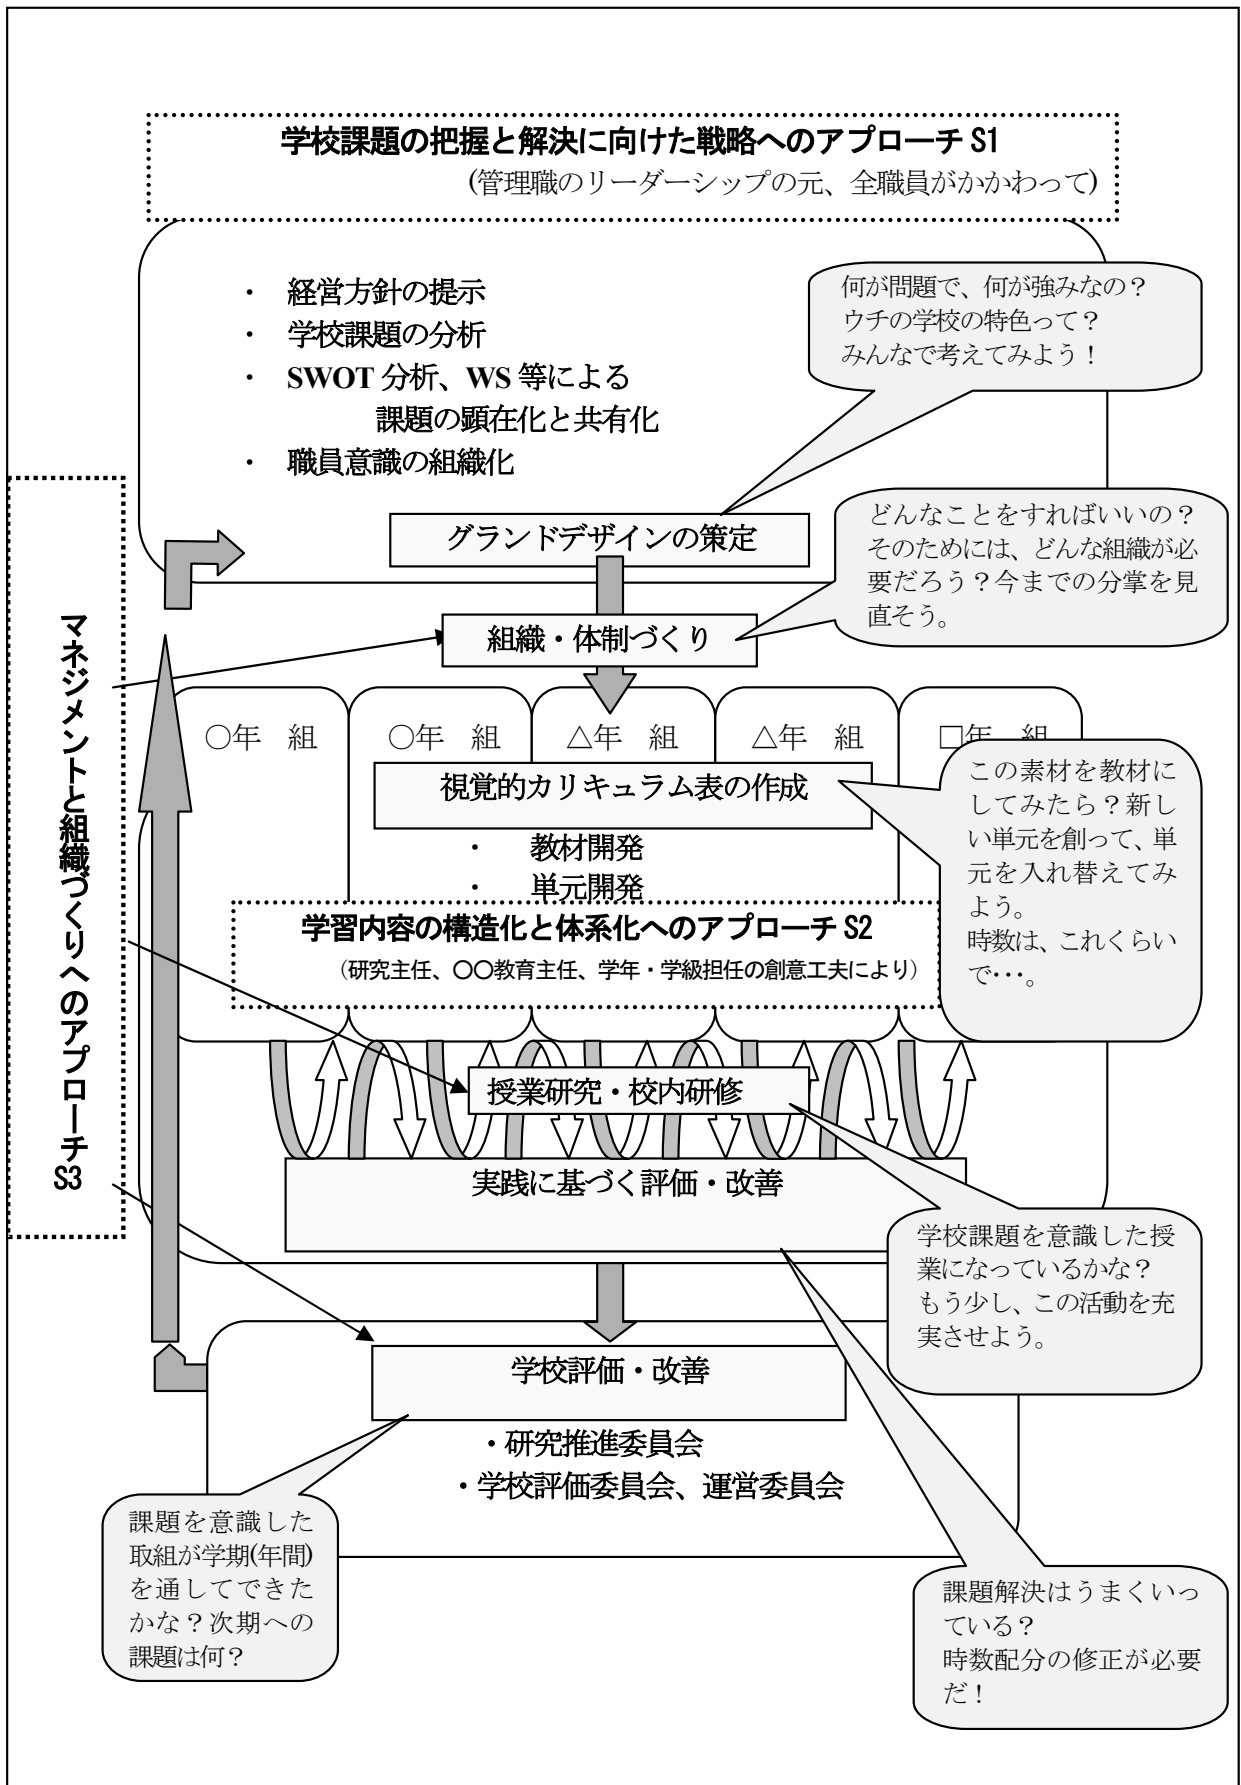 学校課題の把握と解決に向けた戦略へのアプローチ S1
(管理職のリーダーシップの元、全職員がかかわって)
・ 経営方針の提示
・ 学校課題の分析
・ SWOT 分析、WS 等による
課題の顕在化と共有化
・ 職員意識の組織化
何が問題で、何が強みなの？
ウチの学校の特色って？
みんなで考えてみよう！
グランドデザインの策定
どんなことをすればいいの？
そのためには、どんな組織が必
要だろう？今までの分掌を見
直そう。
組織・体制づくり
マネジメントと組織づくりへのアプローチ
S3
○年 組
○年 組
△年 組
△年 組
□年 組
視覚的カリキュラム表の作成
・ 教材開発
・ 単元開発
この素材を教材に
してみたら？新し
い単元を創って、単
元を入れ替えてみ
よう。
時数は、これくらい
で･･･。
学習内容の構造化と体系化へのアプローチ S2
（研究主任、○○教育主任、学年・学級担任の創意工夫により）
授業研究・校内研修
実践に基づく評価・改善
学校課題を意識した授
業になっているかな？
もう少し、この活動を充
実させよう。
学校評価・改善
・研究推進委員会
・学校評価委員会、運営委員会
課題を意識した
取組が学期(年間)
を通してできた
かな？次期への
課題は何？
課題解決はうまくいっ
ている？
時数配分の修正が必要
だ！